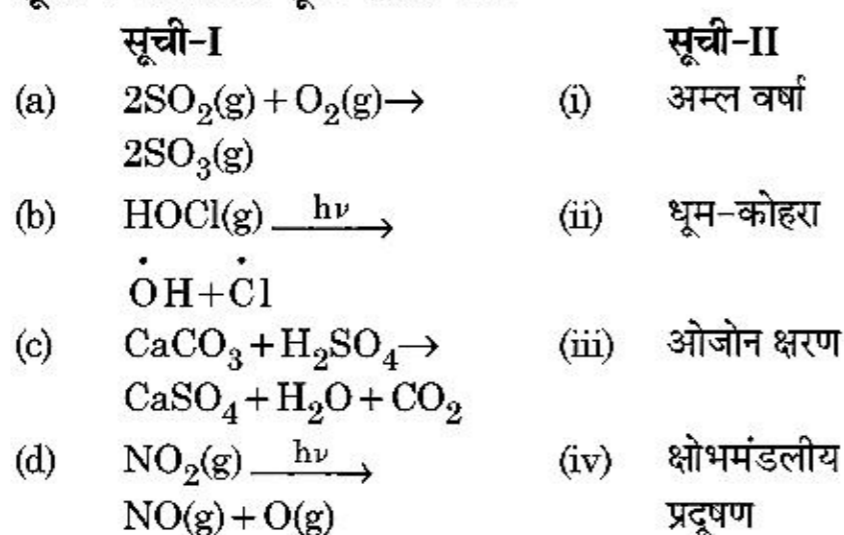 सूची-I सूची-II
(a) 2SO₂(g) + O₂(g)→ (i) अम्ल वर्षा
2SO₃(g)
(b) HOCl(g) —hν→ (ii) धूम-कोहरा
ȮH + Ċl
(c) CaCO₃ + H₂SO₄→ (iii) ओजोन क्षरण
CaSO₄ + H₂O + CO₂
(d) NO₂(g) —hν→ (iv) क्षोभमंडलीय
NO(g) + O(g) प्रदूषण